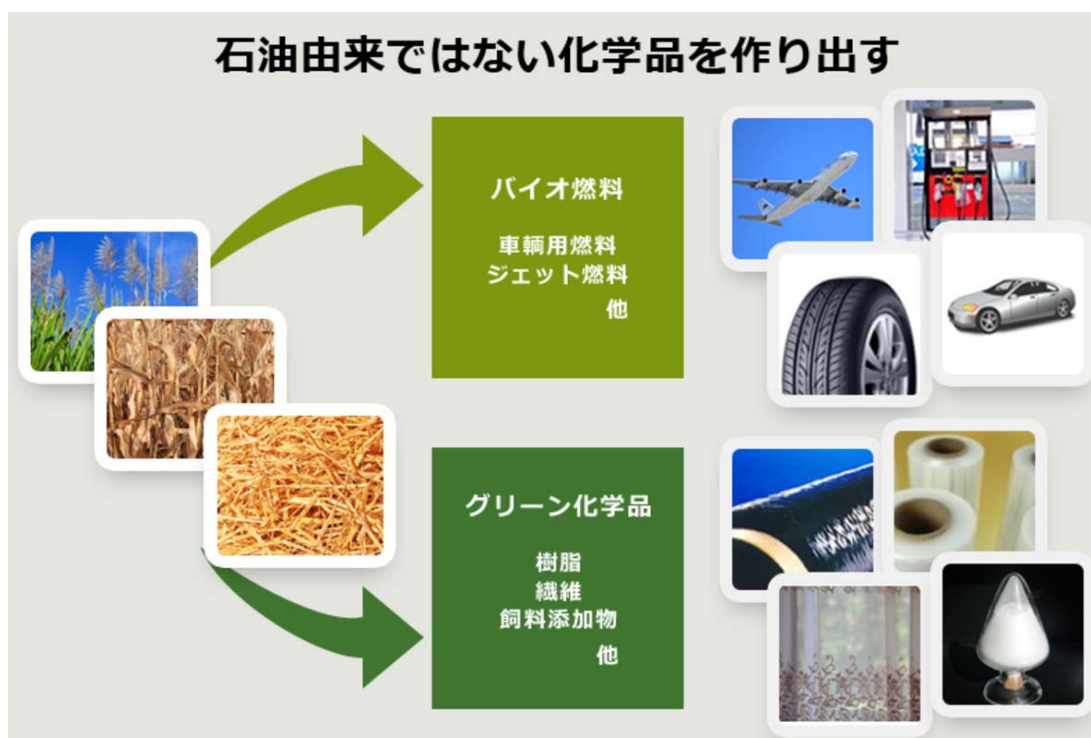 石油由来ではない化学品を作り出す
バイオ燃料
車輌用燃料
ジェット燃料
他
グリーン化学品
樹脂
繊維
飼料添加物
他